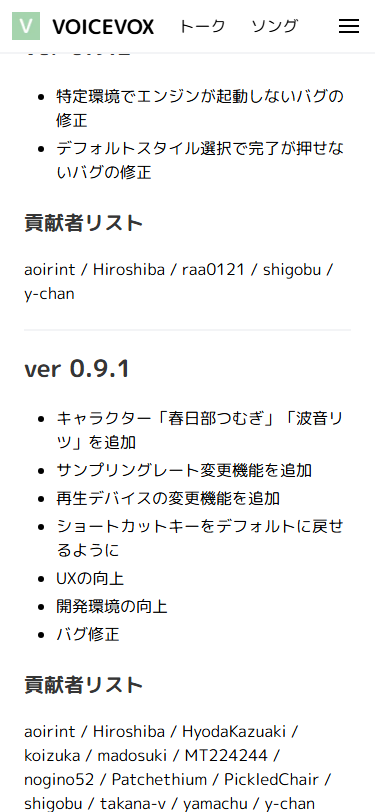 V VOICEVOX トーク ソング
特定環境でエンジンが起動しないバグの
修正
デフォルトスタイル選択で完了が押せな
いバグの修正
貢献者リスト
aoirint / Hiroshiba / raa0121 / shigobu /
y-chan
ver 0.9.1
キャラクター「春日部つむぎ」「波音リ
ツ」を追加
サンプリングレート変更機能を追加
再生デバイスの変更機能を追加
ショートカットキーをデフォルトに戻せ
るように
UXの向上
開発環境の向上
バグ修正
貢献者リスト
aoirint / Hiroshiba / HyodaKazuaki /
koizuka / madosuki / MT224244 /
nogino52 / Patchethium / PickledChair /
shigobu / takana-v / yamachu / y-chan